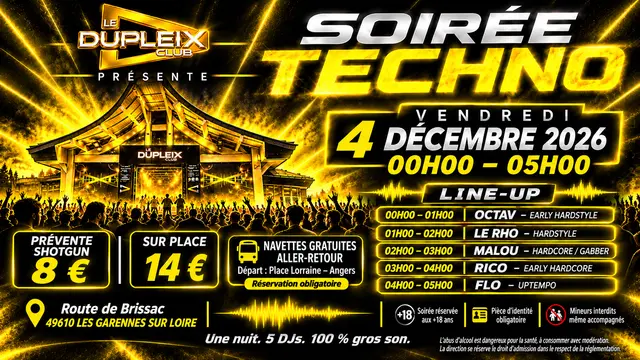 LE
DUPLEIX
CLUB
PRÉSENTE
SOIRÉE
TECHNO
VENDREDI
4 DÉCEMBRE 2026
00H00 – 05H00
LE
DUPLEIX
CLUB
LINE-UP
00H00 – 01H00 OCTAV – EARLY HARDSTYLE
01H00 – 02H00 LE RHO – HARDSTYLE
02H00 – 03H00 MALOU – HARDCORE / GABBER
03H00 – 04H00 RICO – EARLY HARDCORE
04H00 – 05H00 FLO – UPTEMPO
PRÉVENTE
SHOTGUN
8 €
SUR PLACE
14 €
NAVETTES GRATUITES
ALLER-RETOUR
Départ : Place Lorraine – Angers
Réservation obligatoire
Route de Brissac
49610 LES GARENNES SUR LOIRE
+18
Soirée réservée
aux +18 ans
Pièce d'identité
obligatoire
Mineurs interdits
même accompagnés
Une nuit. 5 DJs. 100 % gros son.
L'abus d'alcool est dangereux pour la santé, à consommer avec modération.
La direction se réserve le droit d'admission dans le respect de la réglementation.